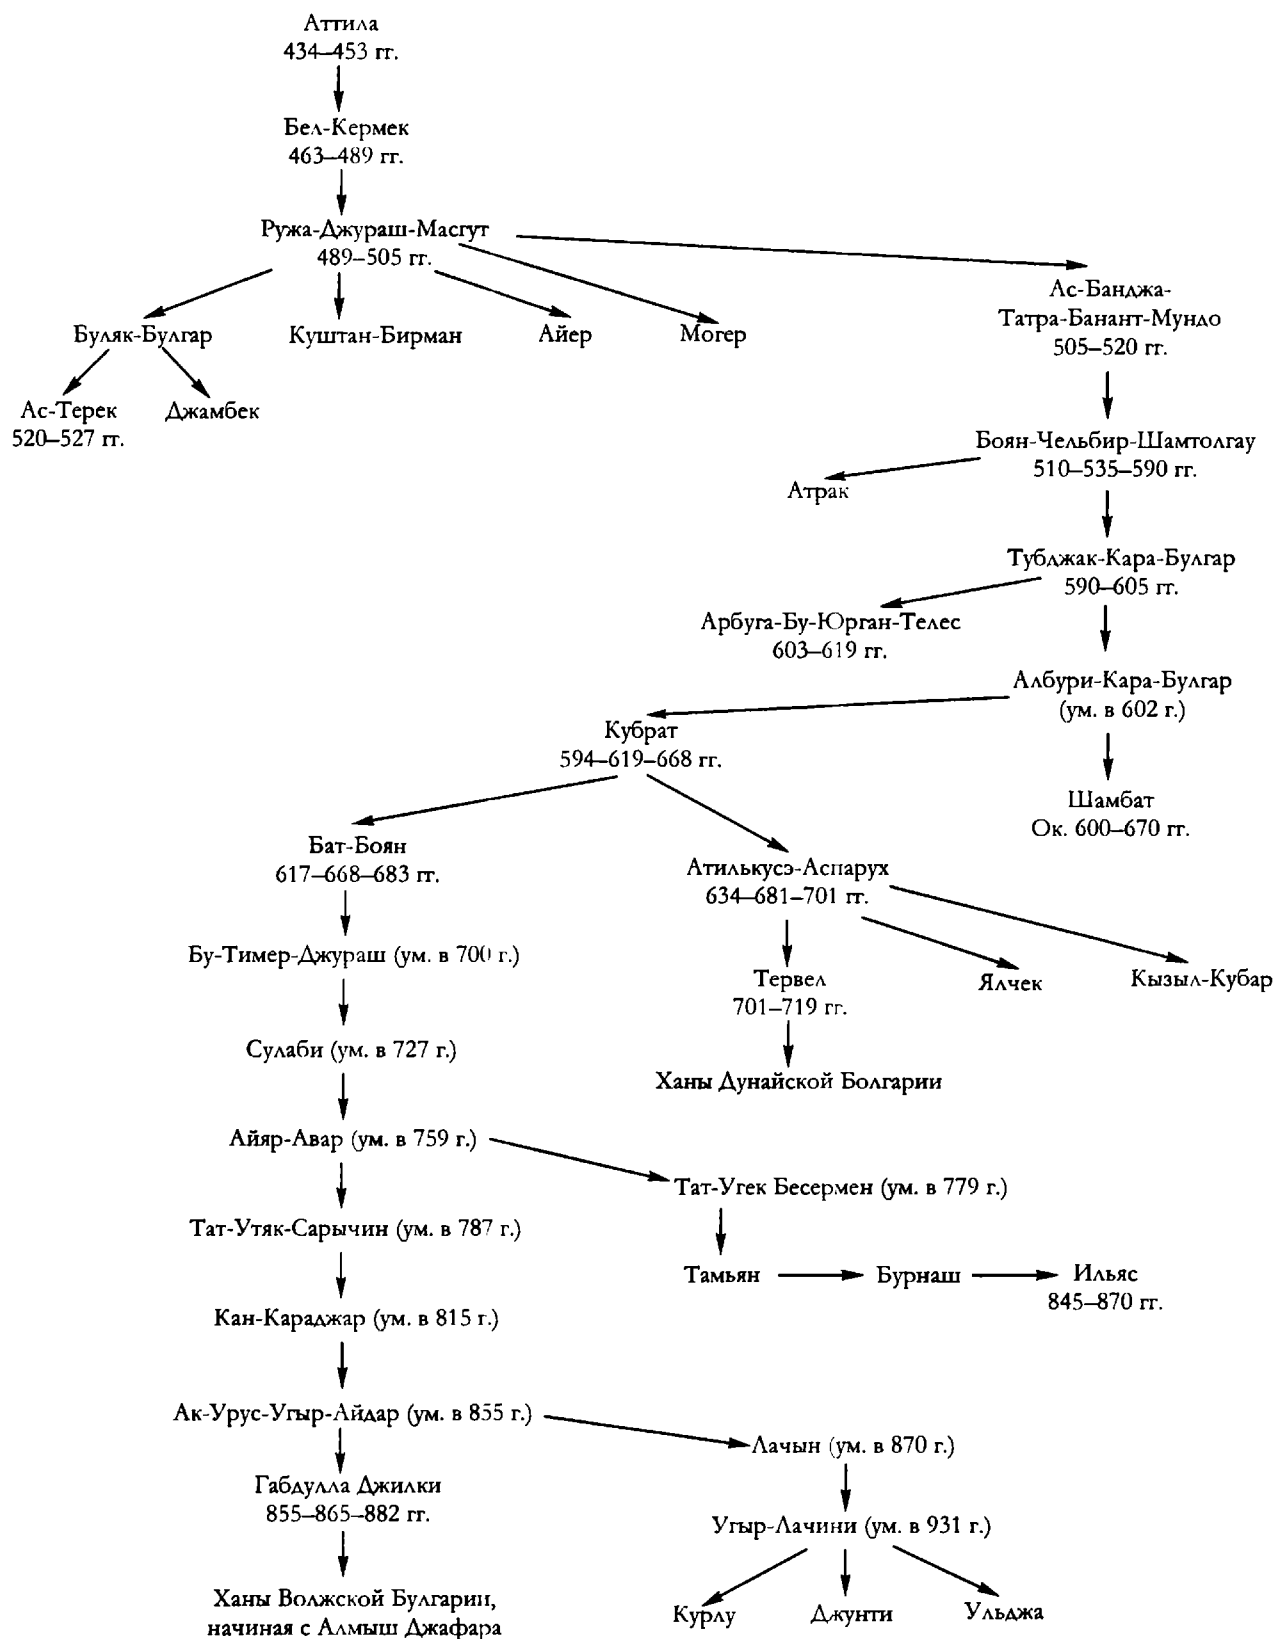 Аттила
434–453 гг.
Бел-Кермек
463–489 гг.
Ружа-Джураш-Масгут
489–505 гг.
Ас-Банджа-
Татра-Банант-Мундо
505–520 гг.
Буляк-Булгар
Куштан-Бирман
Айер
Могер
Ас-Терек
520–527 гг.
Джамбек
Боян-Чельбир-Шамтолгау
510–535–590 гг.
Атрак
Тубджак-Кара-Булгар
590–605 гг.
Арбуга-Бу-Юрган-Телес
603–619 гг.
Албури-Кара-Булгар
(ум. в 602 г.)
Кубрат
594–619–668 гг.
Шамбат
Ок. 600–670 гг.
Бат-Боян
617–668–683 гг.
Атилькусэ-Аспарух
634–681–701 гг.
Бу-Тимер-Джураш (ум. в 700 г.)
Тервел
701–719 гг.
Ялчек
Кызыл-Кубар
Сулаби (ум. в 727 г.)
Ханы Дунайской Болгарии
Айяр-Авар (ум. в 759 г.)
Тат-Угек Бесермен (ум. в 779 г.)
Тат-Утяк-Сарычин (ум. в 787 г.)
Тамьян
Бурнаш
Ильяс
845–870 гг.
Кан-Караджар (ум. в 815 г.)
Ак-Урус-Угыр-Айдар (ум. в 855 г.)
Лачын (ум. в 870 г.)
Габдулла Джилки
855–865–882 гг.
Угыр-Лачини (ум. в 931 г.)
Ханы Волжской Булгарии,
начиная с Алмыш Джафара
Курлу
Джунти
Ульджа